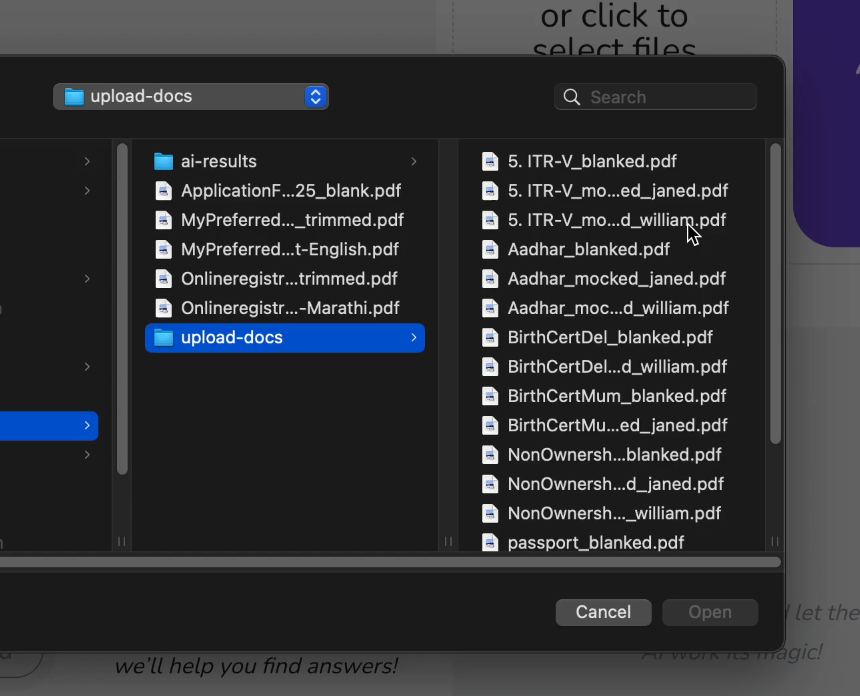 or click to
select files
upload-docs
Search
ai-results
ApplicationF...25_blank.pdf
MyPreferred..._trimmed.pdf
MyPreferred...t-English.pdf
Onlineregistr...trimmed.pdf
Onlineregistr...-Marathi.pdf
upload-docs
5. ITR-V_blanked.pdf
5. ITR-V_mo...ed_janed.pdf
5. ITR-V_mo...d_william.pdf
Aadhar_blanked.pdf
Aadhar_mocked_janed.pdf
Aadhar_moc...d_william.pdf
BirthCertDel_blanked.pdf
BirthCertDel...d_william.pdf
BirthCertMum_blanked.pdf
BirthCertMu...ed_janed.pdf
NonOwnersh...blanked.pdf
NonOwnersh...d_janed.pdf
NonOwnersh..._william.pdf
passport_blanked.pdf
Cancel
Open
let the
AI work its magic!
we'll help you find answers!